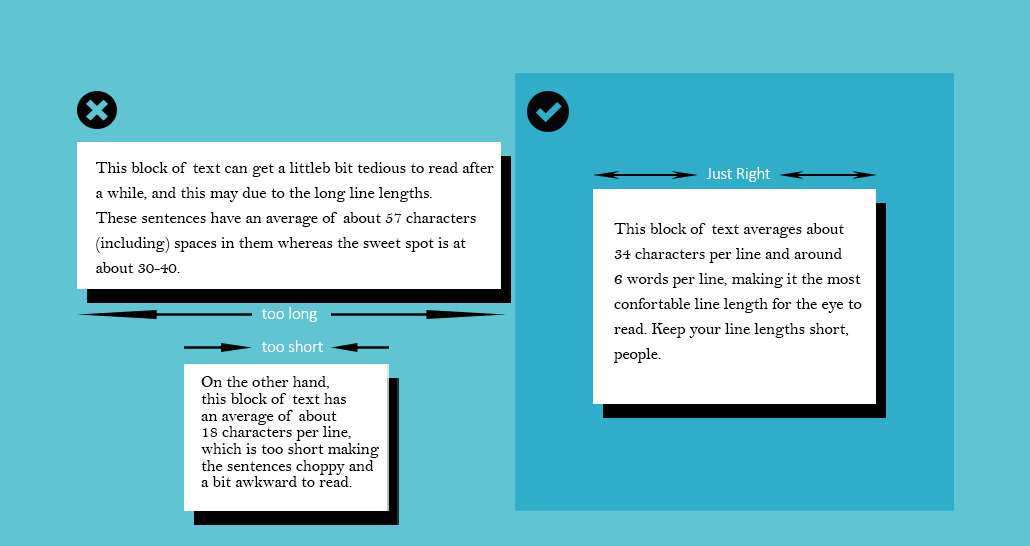 This block of text can get a littleb bit tedious to read after
a while, and this may due to the long line lengths.
These sentences have an average of about 57 characters
(including) spaces in them whereas the sweet spot is at
about 30-40.
too long
too short
On the other hand,
this block of text has
an average of about
18 characters per line,
which is too short making
the sentences choppy and
a bit awkward to read.
Just Right
This block of text averages about
34 characters per line and around
6 words per line, making it the most
confortable line length for the eye to
read. Keep your line lengths short,
people.